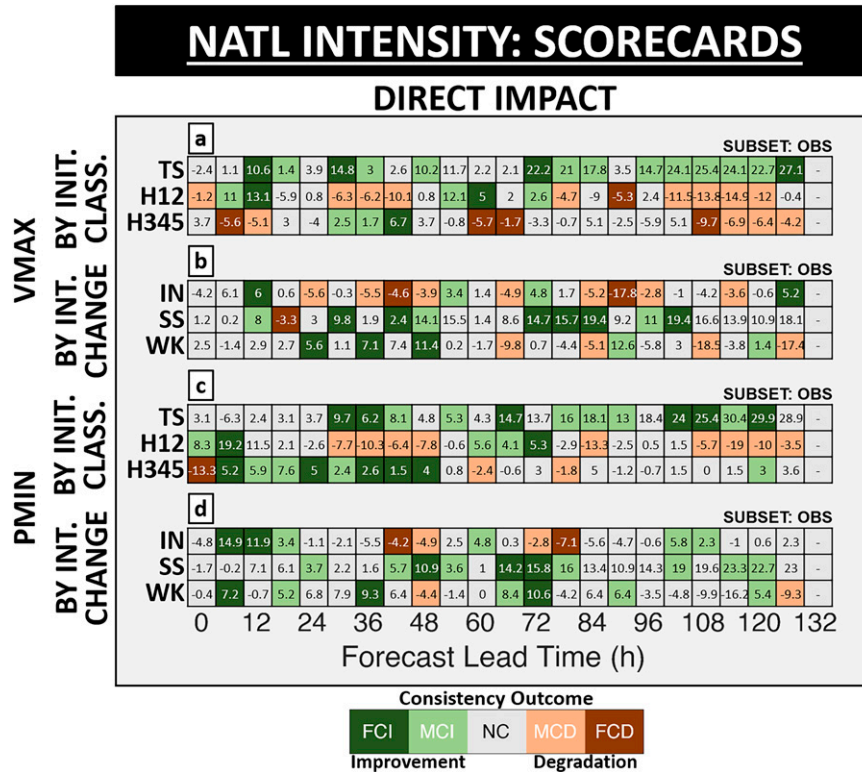 NATL INTENSITY: SCORECARDS
DIRECT IMPACT
VMAX
PMIN
BY INIT.
CLASS.
a
SUBSET: OBS
TS -2.4 1.1 10.6 1.4 3.9 14.8 3 2.6 10.2 11.7 2.2 2.1 22.2 21 17.8 3.5 14.7 24.1 25.4 24.1 22.7 27.1 -
H12 -1.2 11 13.1 -5.9 0.8 -6.3 -6.2 -10.1 0.8 12.1 5 2 2.6 -4.7 -9 -5.3 2.4 -11.5 -13.8 -14.9 -12 -0.4 -
H345 3.7 -5.6 -5.1 3 -4 2.5 1.7 6.7 3.7 -0.8 -5.7 -1.7 -3.3 -0.7 5.1 -2.5 -5.9 5.1 -9.7 -6.9 -6.4 -4.2 -
BY INT.
CHANGE
b
SUBSET: OBS
IN -4.2 6.1 6 0.6 -5.6 -0.3 -5.5 -4.6 -3.9 3.4 1.4 -4.9 4.8 1.7 -5.2 -17.8 -2.8 -1 -4.2 -3.6 -0.6 5.2 -
SS 1.2 0.2 8 -3.3 3 9.8 1.9 2.4 14.1 15.5 1.4 8.6 14.7 15.7 19.4 9.2 11 19.4 16.6 13.9 10.9 18.1 -
WK 2.5 -1.4 2.9 2.7 5.6 1.1 7.1 7.4 11.4 0.2 -1.7 -9.8 0.7 -4.4 -5.1 12.6 -5.8 3 -18.5 -3.8 1.4 -17.4 -
BY INIT.
CLASS.
c
SUBSET: OBS
TS 3.1 -6.3 2.4 3.1 3.7 9.7 6.2 8.1 4.8 5.3 4.3 14.7 13.7 16 18.1 13 18.4 24 25.4 30.4 29.9 28.9 -
H12 8.3 19.2 11.5 2.1 -2.6 -7.7 -10.3 -6.4 -7.8 -0.6 5.6 4.1 5.3 -2.9 -13.3 -2.5 0.5 1.5 -5.7 -19 -10 -3.5 -
H345 -13.3 5.2 5.9 7.6 5 2.4 2.6 1.5 4 0.8 -2.4 -0.6 3 -1.8 5 -1.2 -0.7 1.5 0 1.5 3 3.6 -
BY INT.
CHANGE
d
SUBSET: OBS
IN -4.8 14.9 11.9 3.4 -1.1 -2.1 -5.5 -4.2 -4.9 2.5 4.8 0.3 -2.8 -7.1 -5.6 -4.7 -0.6 5.8 2.3 -1 0.6 2.3 -
SS -1.7 -0.2 7.1 6.1 3.7 2.2 1.6 5.7 10.9 3.6 1 14.2 15.8 16 13.4 10.9 14.3 19 19.6 23.3 22.7 23 -
WK -0.4 7.2 -0.7 5.2 6.8 7.9 9.3 6.4 -4.4 -1.4 0 8.4 10.6 -4.2 6.4 6.4 -3.5 -4.8 -9.9 -16.2 5.4 -9.3 -
0 12 24 36 48 60 72 84 96 108 120 132
Forecast Lead Time (h)
Consistency Outcome
FCI MCI NC MCD FCD
Improvement Degradation